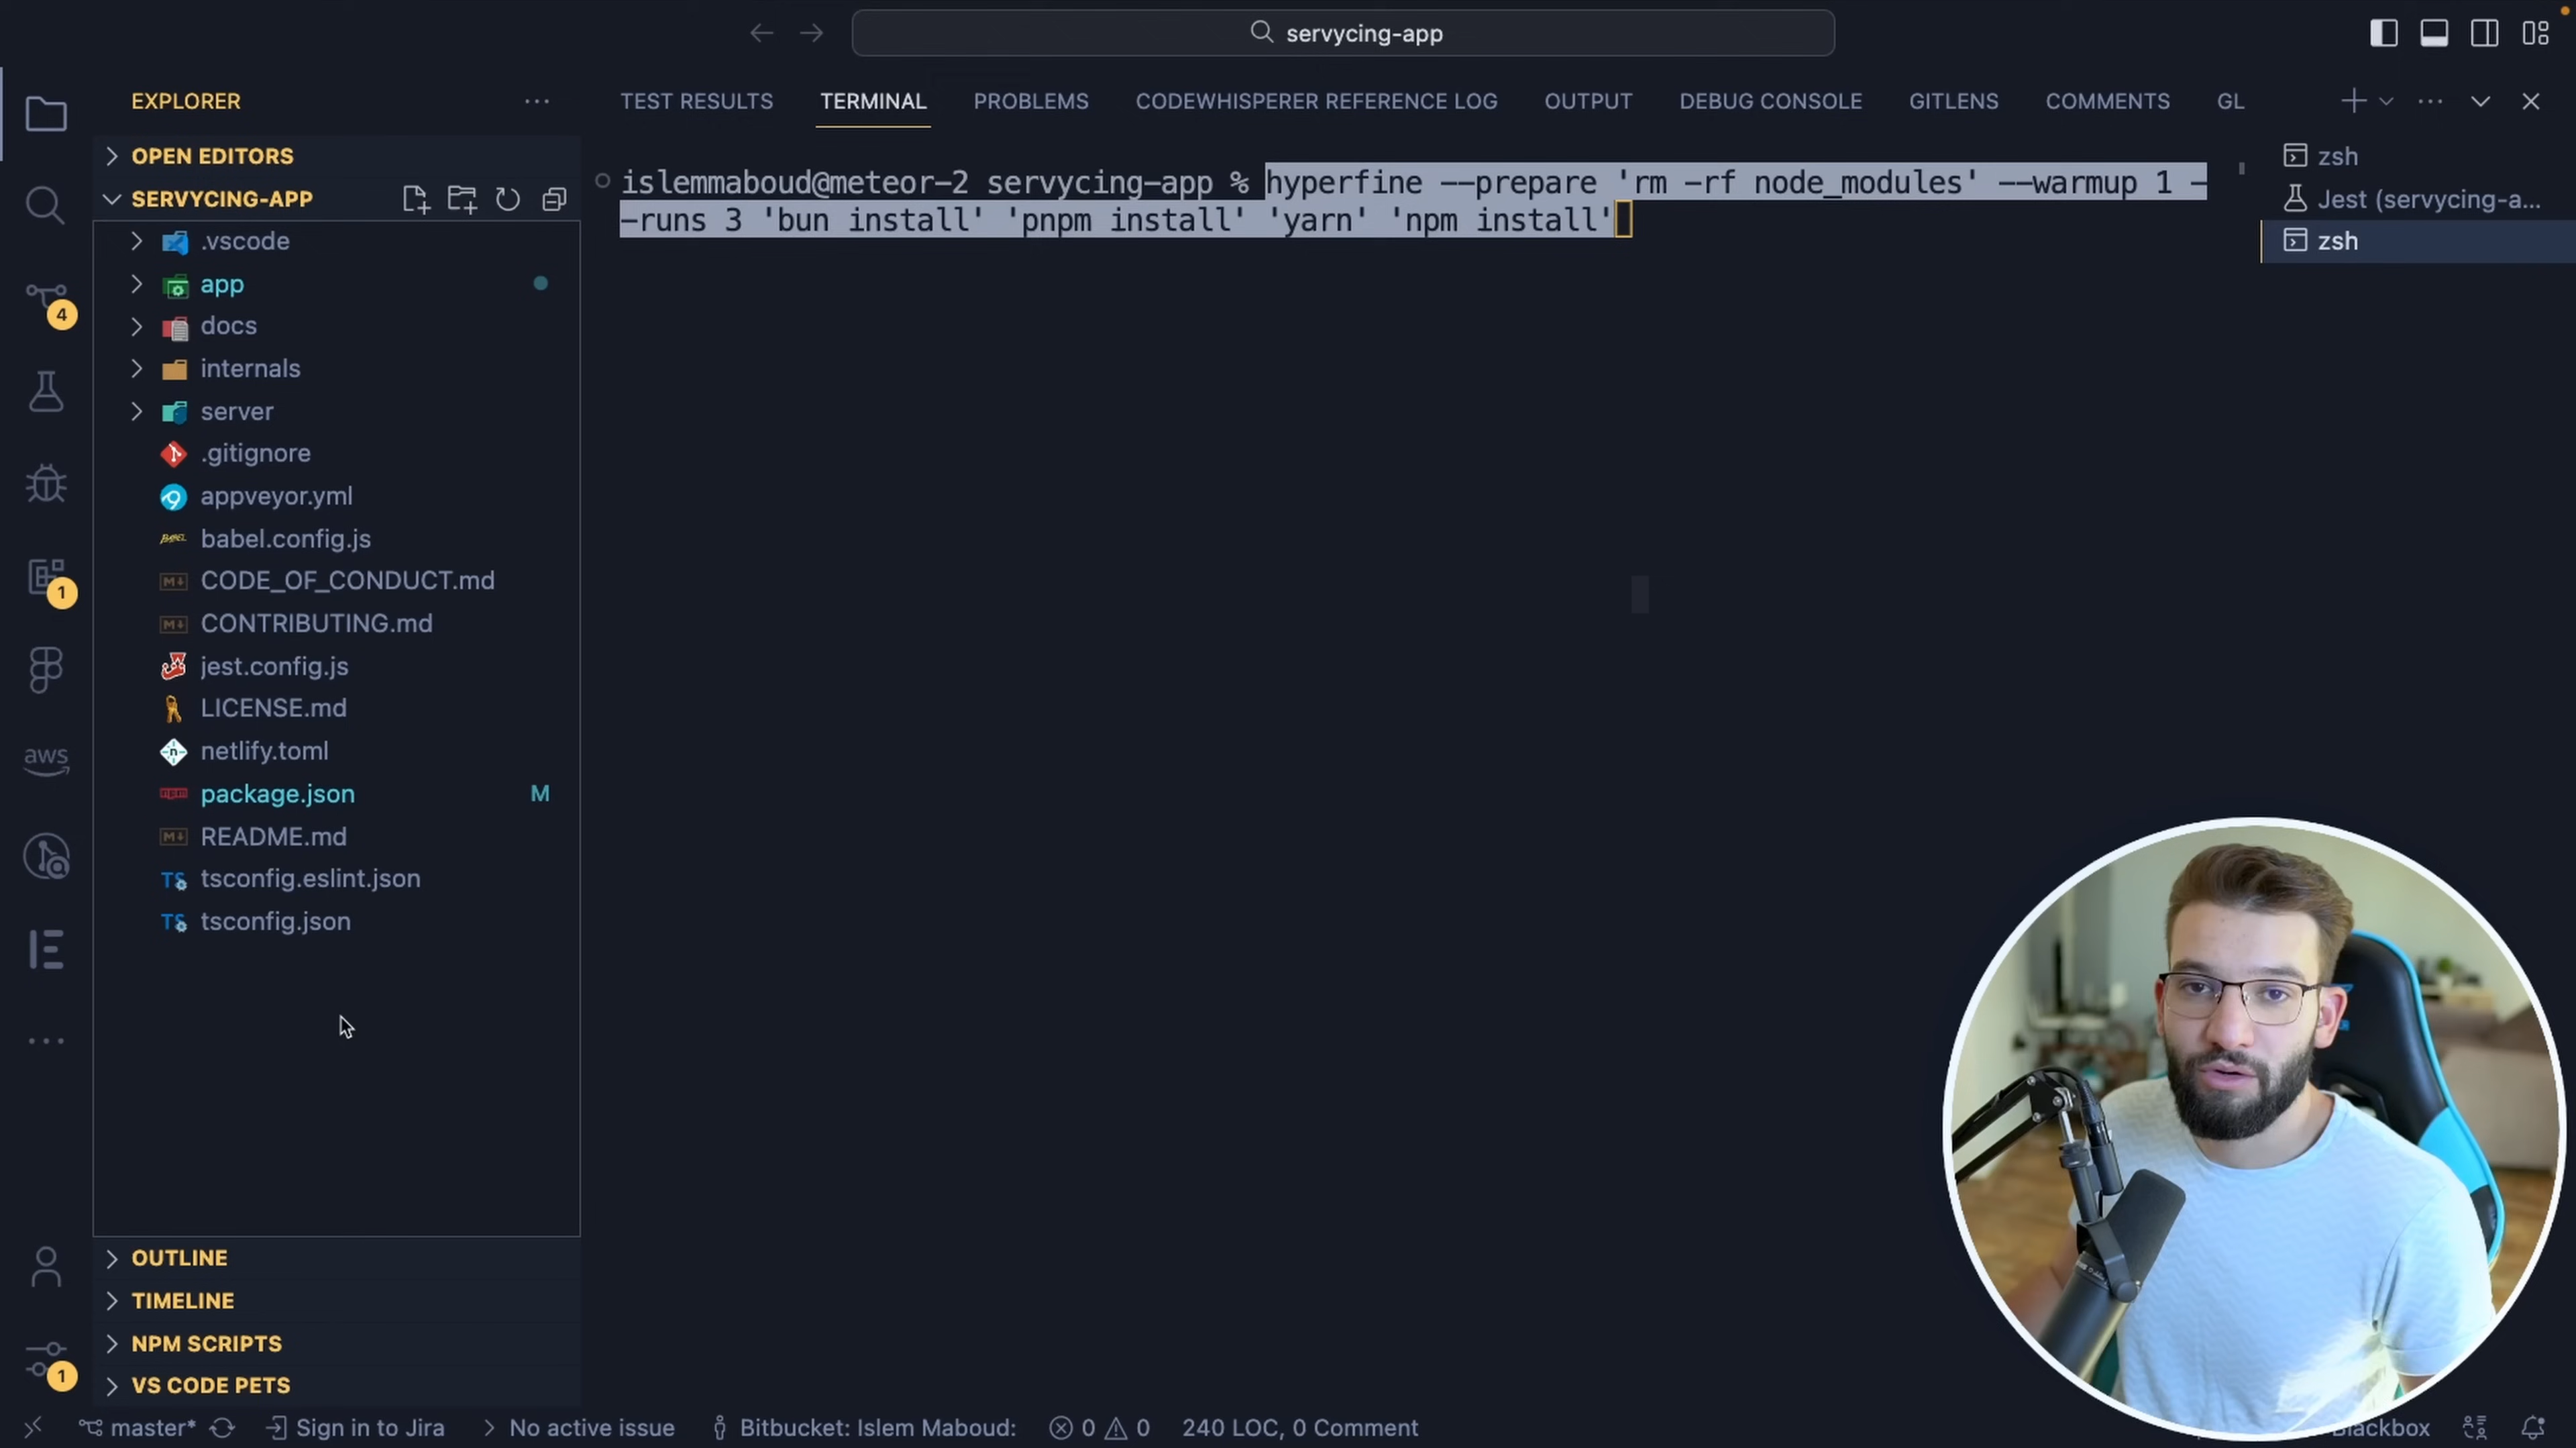 servycing-app
EXPLORER
TEST RESULTS
TERMINAL
PROBLEMS
CODEWHISPERER REFERENCE LOG
OUTPUT
DEBUG CONSOLE
GITLENS
COMMENTS
GL
OPEN EDITORS
SERVYCING-APP
.vscode
app
docs
internals
server
.gitignore
appveyor.yml
babel.config.js
CODE_OF_CONDUCT.md
CONTRIBUTING.md
jest.config.js
LICENSE.md
netlify.toml
package.json M
README.md
tsconfig.eslint.json
tsconfig.json
OUTLINE
TIMELINE
NPM SCRIPTS
VS CODE PETS
4
1
aws
1
islemmaboud@meteor-2 servycing-app % hyperfine --prepare 'rm -rf node_modules' --warmup 1 -
-runs 3 'bun install' 'pnpm install' 'yarn' 'npm install'
zsh
Jest (servycing-a...
zsh
master*
Sign in to Jira
No active issue
Bitbucket: Islem Maboud:
0
0
240 LOC, 0 Comment
Blackbox